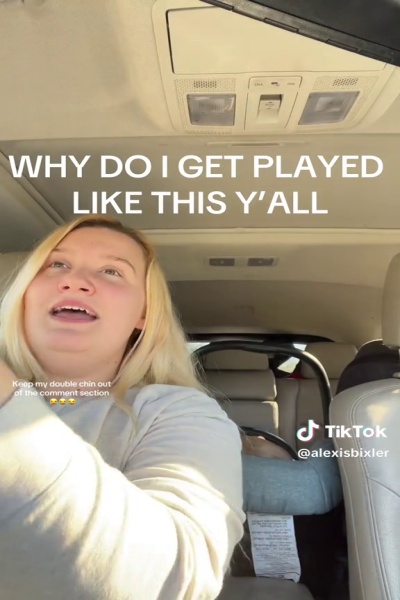 WHY DO I GET PLAYED
LIKE THIS Y'ALL
Keep my double chin out
of the comment section
😂😂😂
TikTok
@alexisbixler